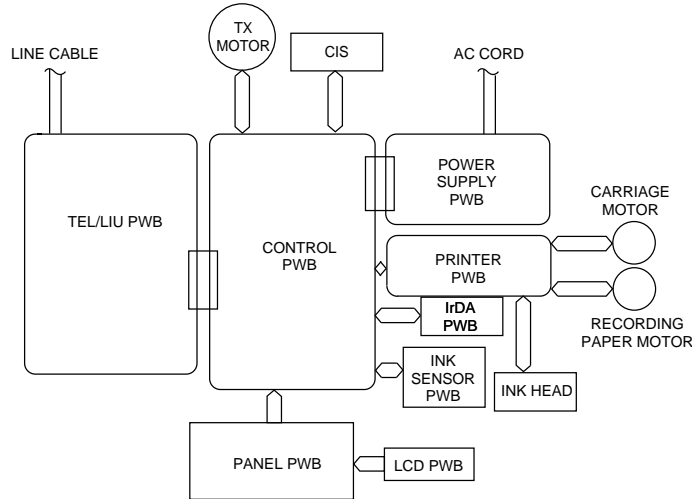 TX
MOTOR
CIS
LINE CABLE
AC CORD
POWER
SUPPLY
PWB
CARRIAGE
MOTOR
TEL/LIU PWB
CONTROL
PWB
PRINTER
PWB
IrDA
PWB
RECORDING
PAPER MOTOR
INK
SENSOR
PWB
INK HEAD
PANEL PWB
LCD PWB